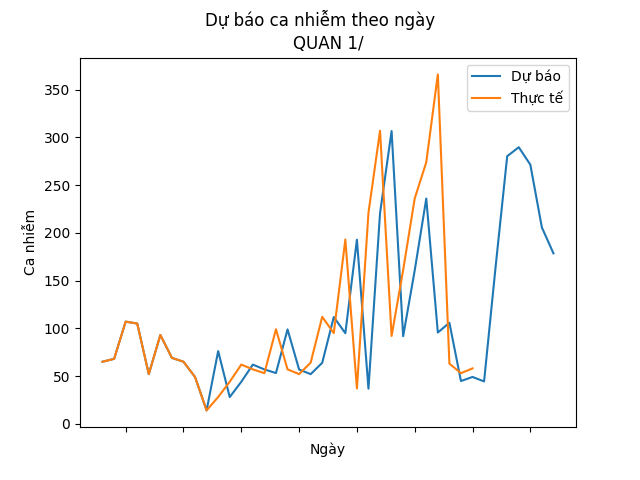 Dự báo ca nhiễm theo ngày
QUAN 1/
Dự báo
Thực tế
350
300
250
200
150
100
50
0
Ca nhiễm
Ngày